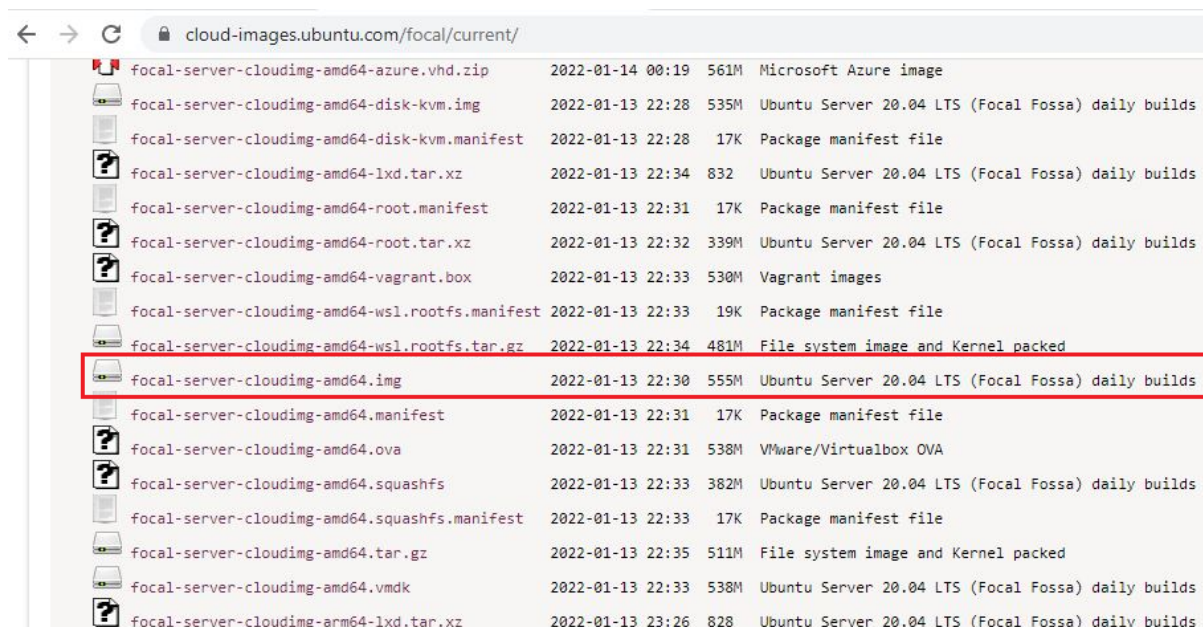 cloud-images.ubuntu.com/focal/current/
focal-server-cloudimg-amd64-azure.vhd.zip 2022-01-14 00:19 561M Microsoft Azure image
focal-server-cloudimg-amd64-disk-kvm.img 2022-01-13 22:28 535M Ubuntu Server 20.04 LTS (Focal Fossa) daily builds
focal-server-cloudimg-amd64-disk-kvm.manifest 2022-01-13 22:28 17K Package manifest file
focal-server-cloudimg-amd64-lxd.tar.xz 2022-01-13 22:34 832 Ubuntu Server 20.04 LTS (Focal Fossa) daily builds
focal-server-cloudimg-amd64-root.manifest 2022-01-13 22:31 17K Package manifest file
focal-server-cloudimg-amd64-root.tar.xz 2022-01-13 22:32 339M Ubuntu Server 20.04 LTS (Focal Fossa) daily builds
focal-server-cloudimg-amd64-vagrant.box 2022-01-13 22:33 530M Vagrant images
focal-server-cloudimg-amd64-wsl.rootfs.manifest 2022-01-13 22:33 19K Package manifest file
focal-server-cloudimg-amd64-wsl.rootfs.tar.gz 2022-01-13 22:34 481M File system image and Kernel packed
focal-server-cloudimg-amd64.img 2022-01-13 22:30 555M Ubuntu Server 20.04 LTS (Focal Fossa) daily builds
focal-server-cloudimg-amd64.manifest 2022-01-13 22:31 17K Package manifest file
focal-server-cloudimg-amd64.ova 2022-01-13 22:31 538M VMware/Virtualbox OVA
focal-server-cloudimg-amd64.squashfs 2022-01-13 22:33 382M Ubuntu Server 20.04 LTS (Focal Fossa) daily builds
focal-server-cloudimg-amd64.squashfs.manifest 2022-01-13 22:33 17K Package manifest file
focal-server-cloudimg-amd64.tar.gz 2022-01-13 22:35 511M File system image and Kernel packed
focal-server-cloudimg-amd64.vmdk 2022-01-13 22:33 538M Ubuntu Server 20.04 LTS (Focal Fossa) daily builds
focal-server-cloudimg-arm64-lxd.tar.xz 2022-01-13 23:26 828 Ubuntu Server 20.04 LTS (Focal Fossa) daily builds